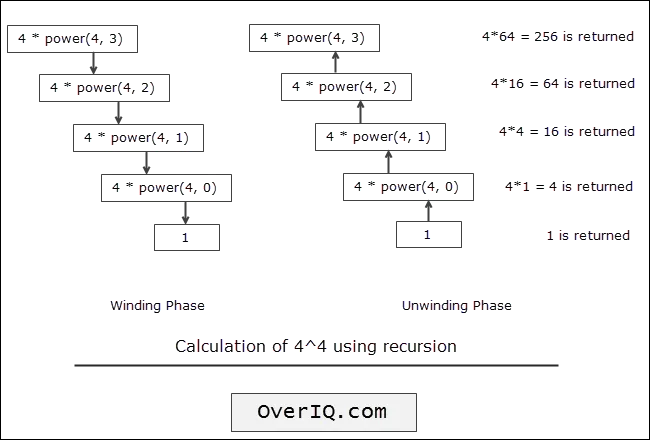 4 * power(4, 3) 4 * power(4, 3) 4*64 = 256 is returned
4 * power(4, 2) 4 * power(4, 2) 4*16 = 64 is returned
4 * power(4, 1) 4 * power(4, 1) 4*4 = 16 is returned
4 * power(4, 0) 4 * power(4, 0) 4*1 = 4 is returned
1 1 1 is returned
Winding Phase Unwinding Phase
Calculation of 4^4 using recursion
OverIQ.com